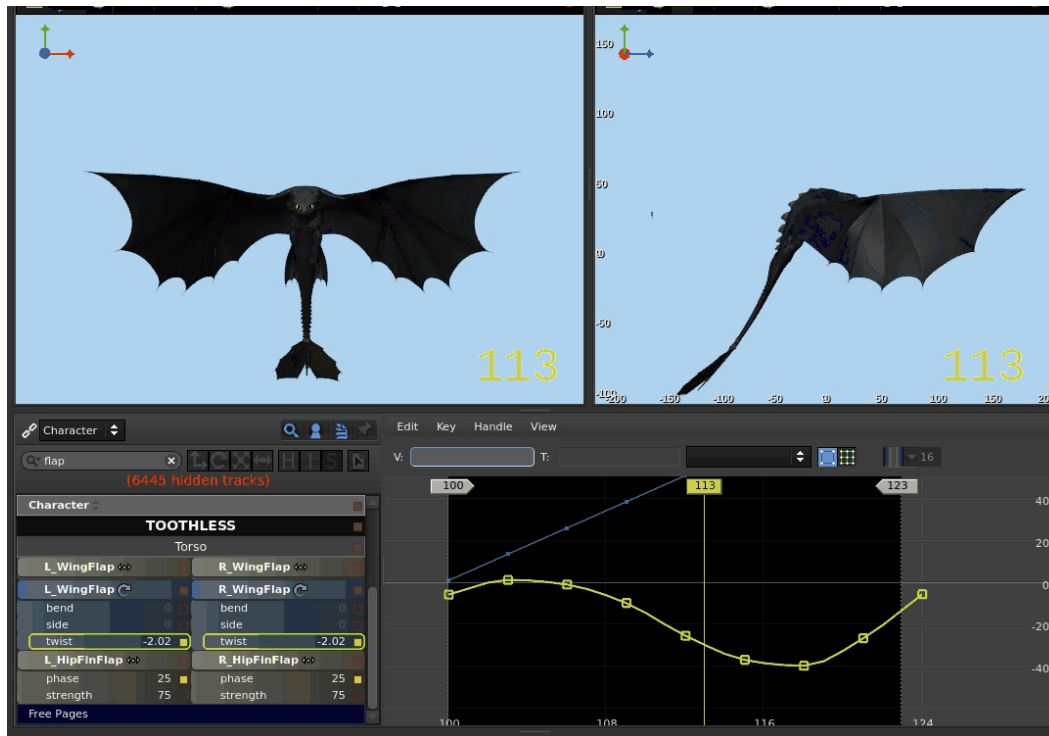 150
100
50
0
-50
-100
-200 -150 -100 -50 0 50 100 150
113
113
Character
flap
(6445 hidden tracks)
Character
TOOTHLESS
Torso
L_WingFlap R_WingFlap
L_WingFlap R_WingFlap
bend 0 bend 0
side 0 side 0
twist -2.02 twist -2.02
L_HipFinFlap R_HipFinFlap
phase 25 phase 25
strength 75 strength 75
Free Pages
Edit Key Handle View
V: T: 16
100 113 123
40
20
0
-20
-40
100 108 116 124